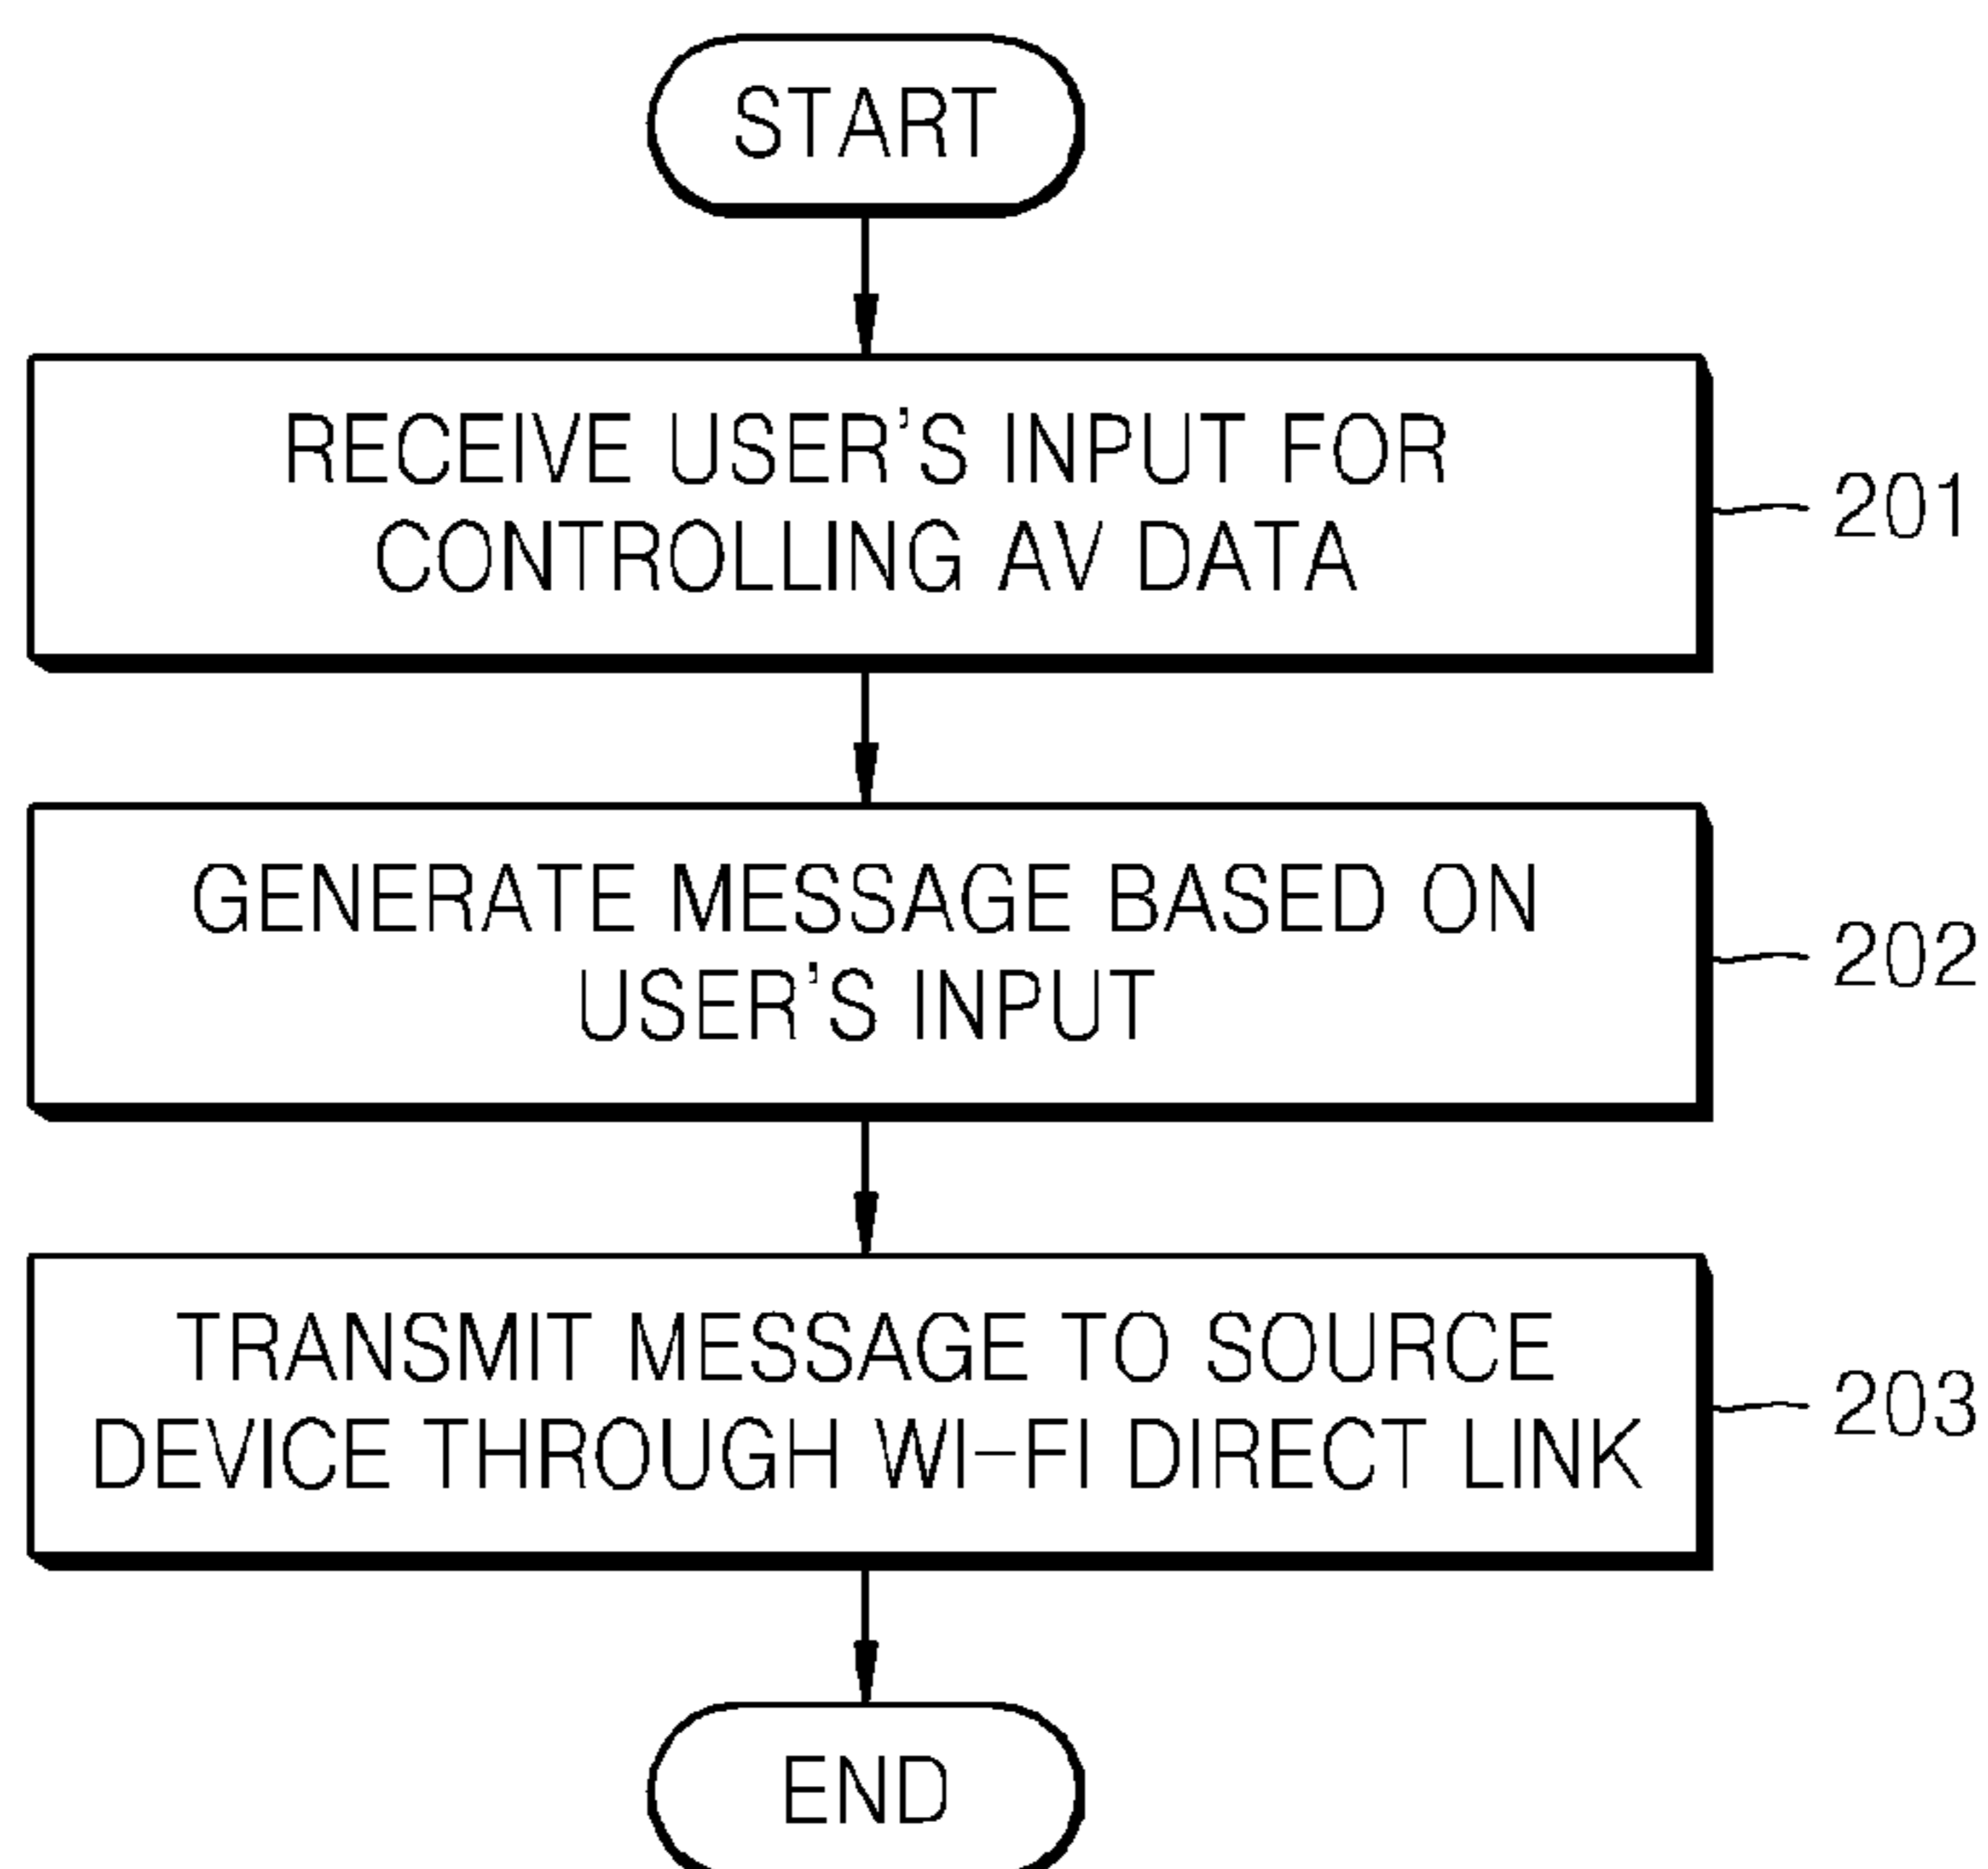 START
RECEIVE USER'S INPUT FOR
CONTROLLING AV DATA
201
GENERATE MESSAGE BASED ON
USER'S INPUT
202
TRANSMIT MESSAGE TO SOURCE
DEVICE THROUGH WI-FI DIRECT LINK
203
END